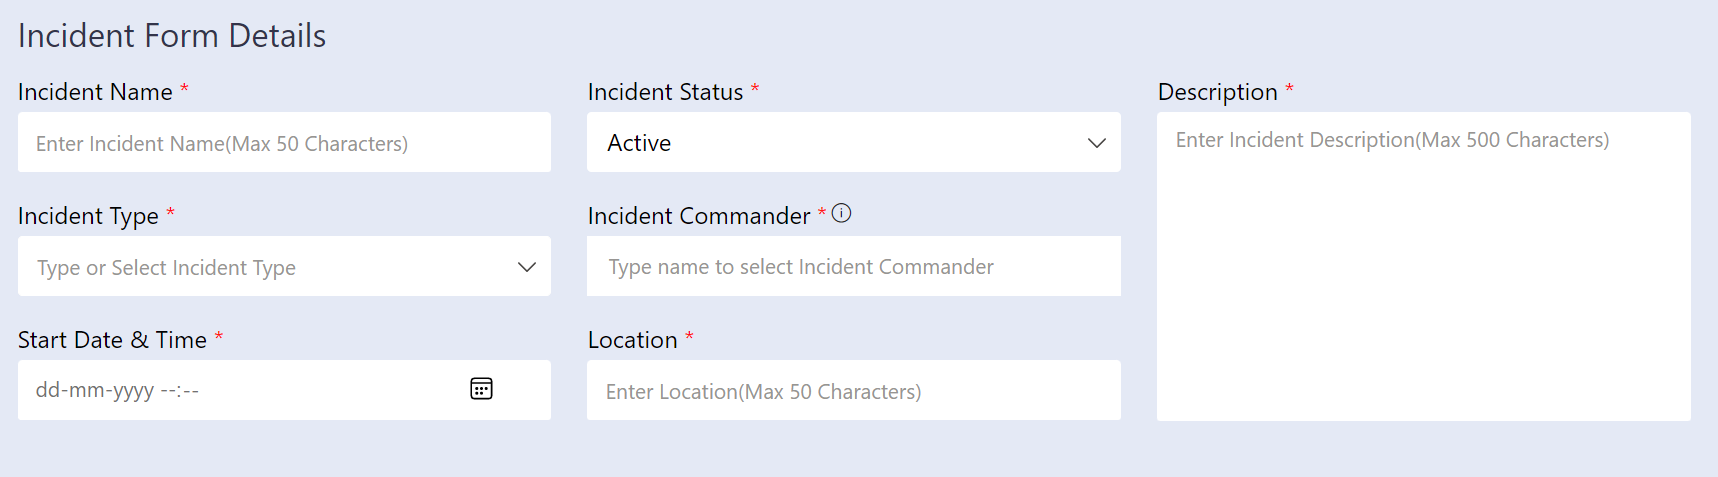 Incident Form Details
Incident Name *
Enter Incident Name(Max 50 Characters)
Incident Status *
Active
Description *
Enter Incident Description(Max 500 Characters)
Incident Type *
Type or Select Incident Type
Incident Commander *
Type name to select Incident Commander
Start Date & Time *
dd-mm-yyyy --:--
Location *
Enter Location(Max 50 Characters)